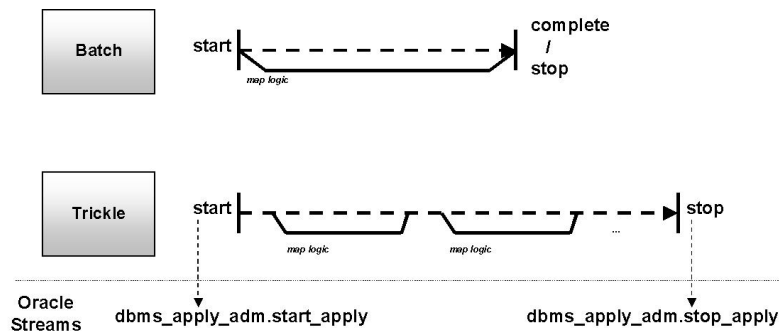 Batch
start
complete
/
stop
map logic
Trickle
start
stop
map logic
map logic
...
Oracle
Streams
dbms_apply_adm.start_apply
dbms_apply_adm.stop_apply